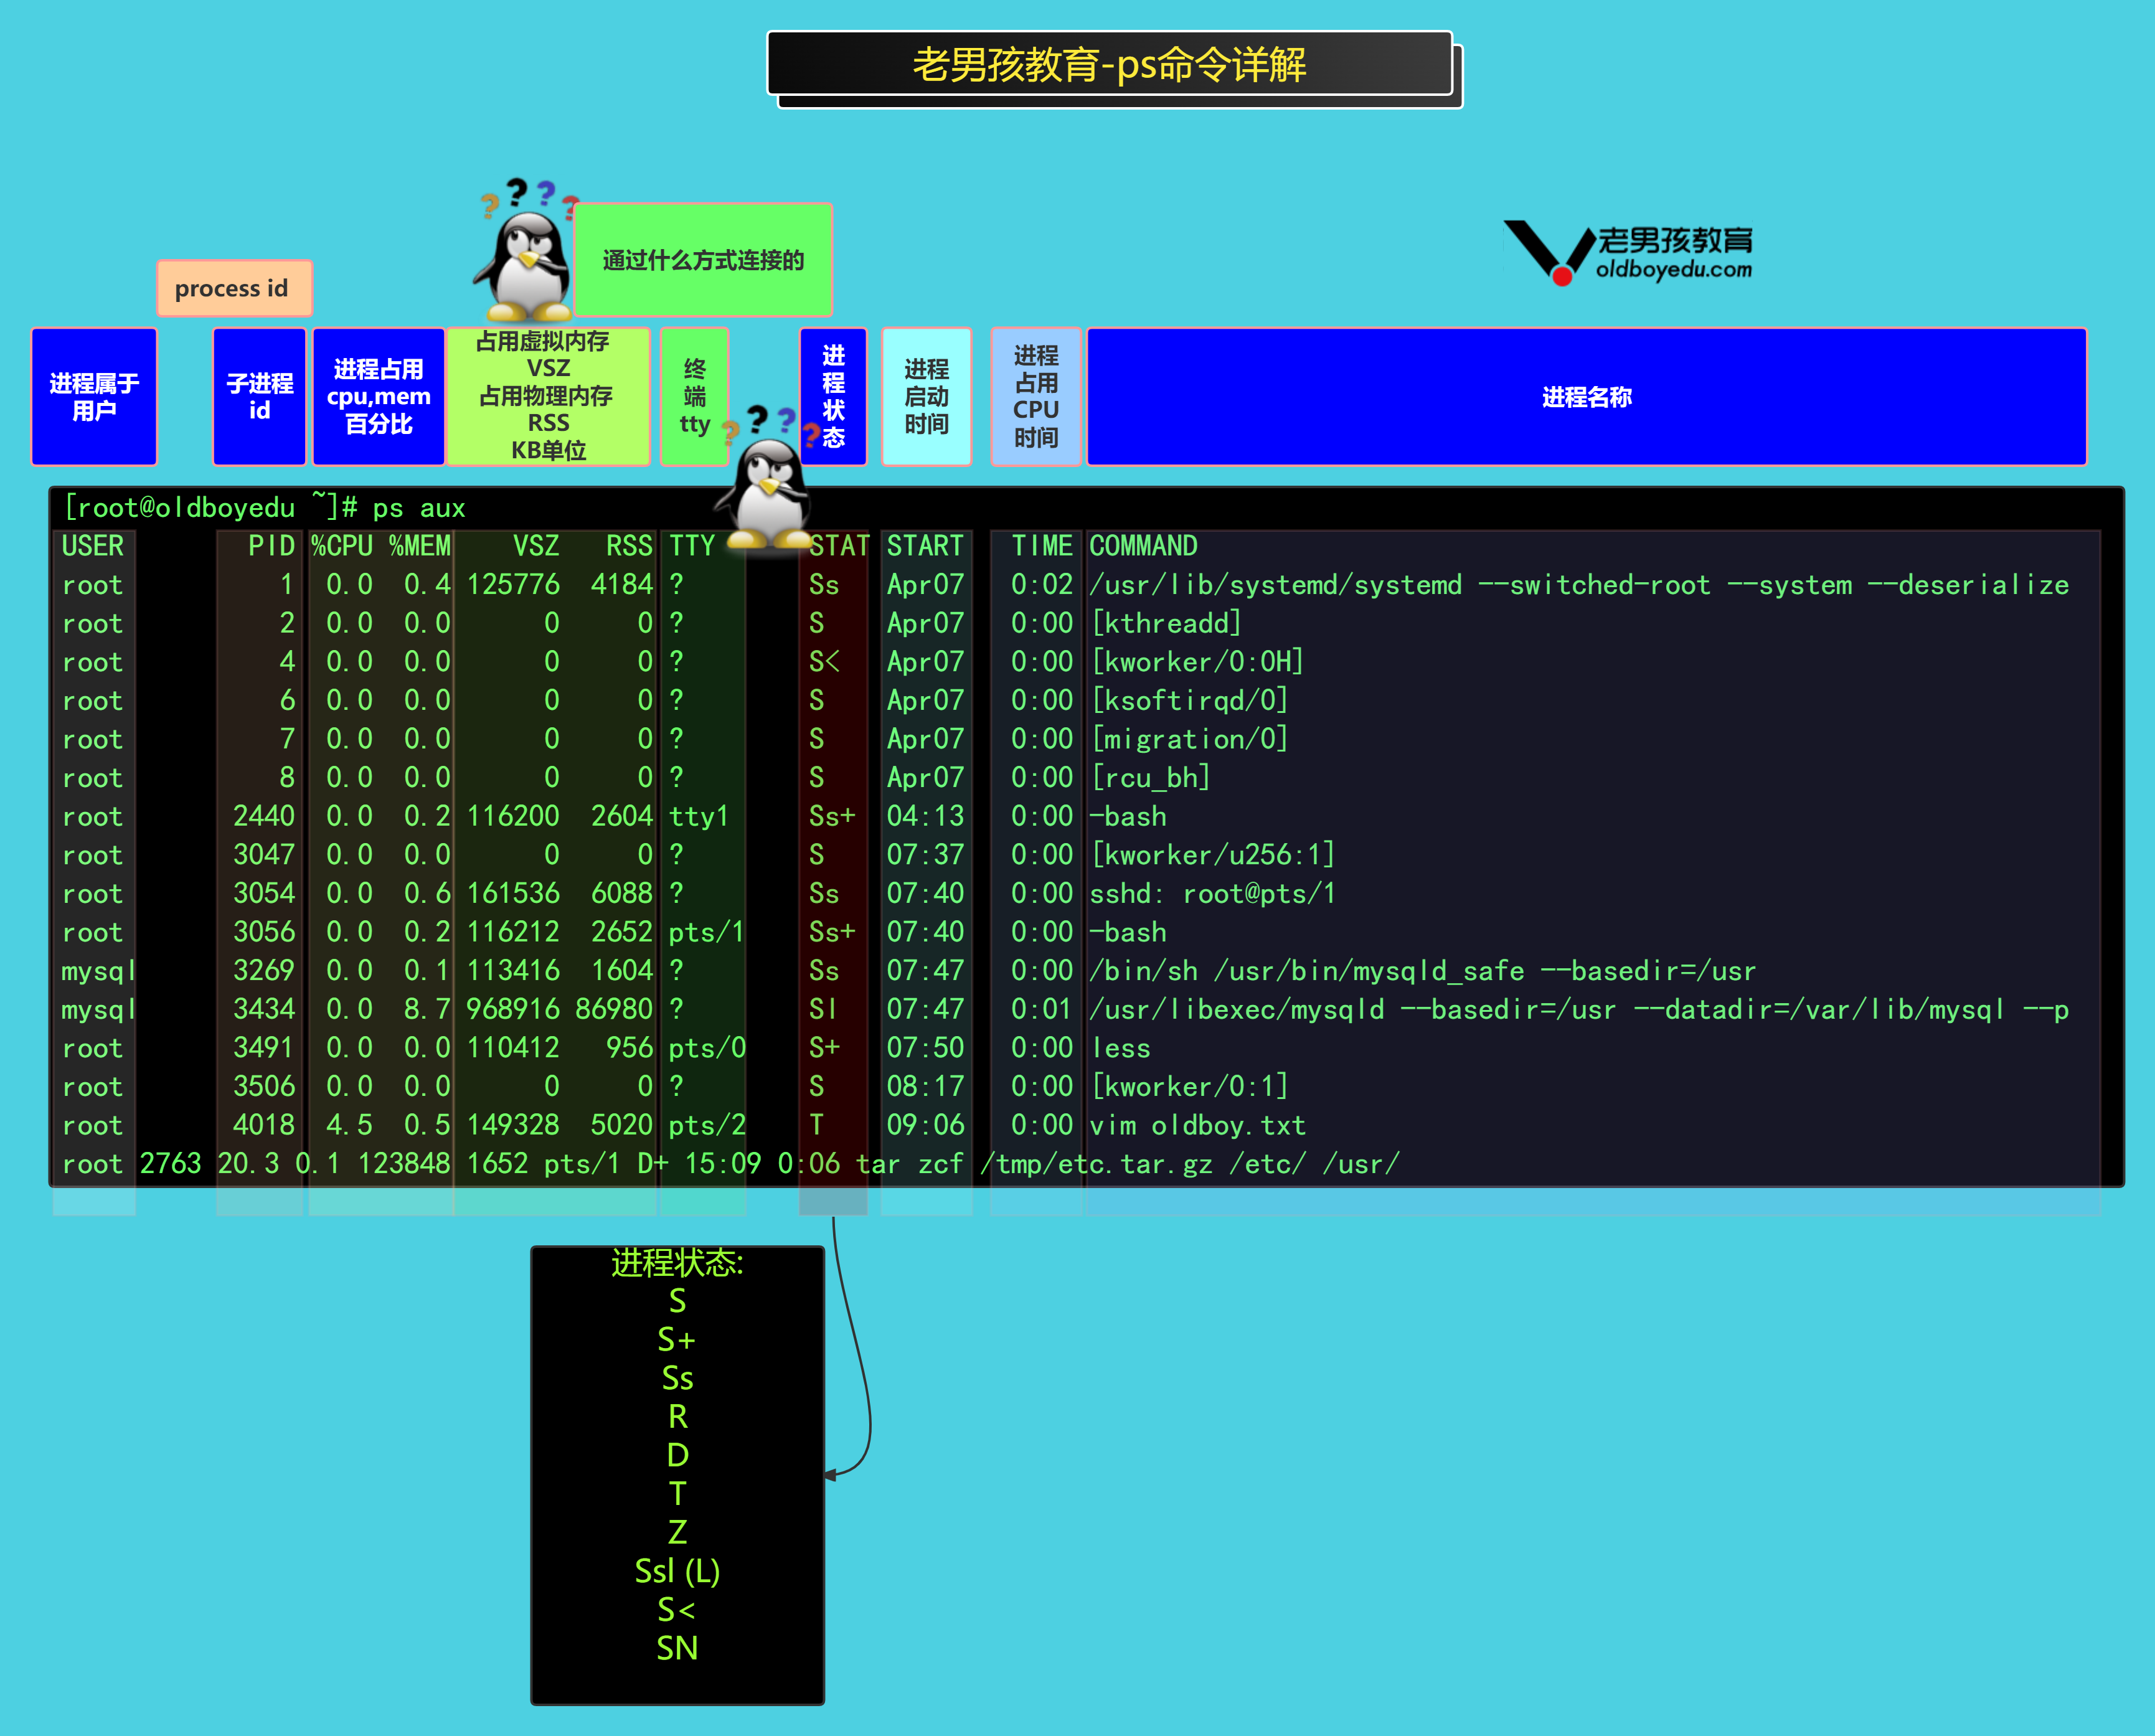 老男孩教育-ps命令详解
? ? ? ?
通过什么方式连接的
老男孩教育
oldboyedu.com
process id
进程属于
用户
子进程
id
进程占用
cpu,mem
百分比
占用虚拟内存
VSZ
占用物理内存
RSS
KB单位
终
端
tty
? ? ? ?
进
程
状
态
进程
启动
时间
进程
占用
CPU
时间
进程名称
[root@oldboyedu ~]# ps aux
USER PID %CPU %MEM VSZ RSS TTY STAT START TIME COMMAND
root 1 0.0 0.4 125776 4184 ? Ss Apr07 0:02 /usr/lib/systemd/systemd --switched-root --system --deserialize
root 2 0.0 0.0 0 0 ? S Apr07 0:00 [kthreadd]
root 4 0.0 0.0 0 0 ? S< Apr07 0:00 [kworker/0:0H]
root 6 0.0 0.0 0 0 ? S Apr07 0:00 [ksoftirqd/0]
root 7 0.0 0.0 0 0 ? S Apr07 0:00 [migration/0]
root 8 0.0 0.0 0 0 ? S Apr07 0:00 [rcu_bh]
root 2440 0.0 0.2 116200 2604 tty1 Ss+ 04:13 0:00 -bash
root 3047 0.0 0.0 0 0 ? S 07:37 0:00 [kworker/u256:1]
root 3054 0.0 0.6 161536 6088 ? Ss 07:40 0:00 sshd: root@pts/1
root 3056 0.0 0.2 116212 2652 pts/1 Ss+ 07:40 0:00 -bash
mysql 3269 0.0 0.1 113416 1604 ? Ss 07:47 0:00 /bin/sh /usr/bin/mysqld_safe --basedir=/usr
mysql 3434 0.0 8.7 968916 86980 ? Sl 07:47 0:01 /usr/libexec/mysqld --basedir=/usr --datadir=/var/lib/mysql --p
root 3491 0.0 0.0 110412 956 pts/0 S+ 07:50 0:00 less
root 3506 0.0 0.0 0 0 ? S 08:17 0:00 [kworker/0:1]
root 4018 4.5 0.5 149328 5020 pts/2 T 09:06 0:00 vim oldboy.txt
root 2763 20.3 0.1 123848 1652 pts/1 D+ 15:09 0:06 tar zcf /tmp/etc.tar.gz /etc/ /usr/
进程状态:
S
S+
Ss
R
D
T
Z
Ssl (L)
S<
SN